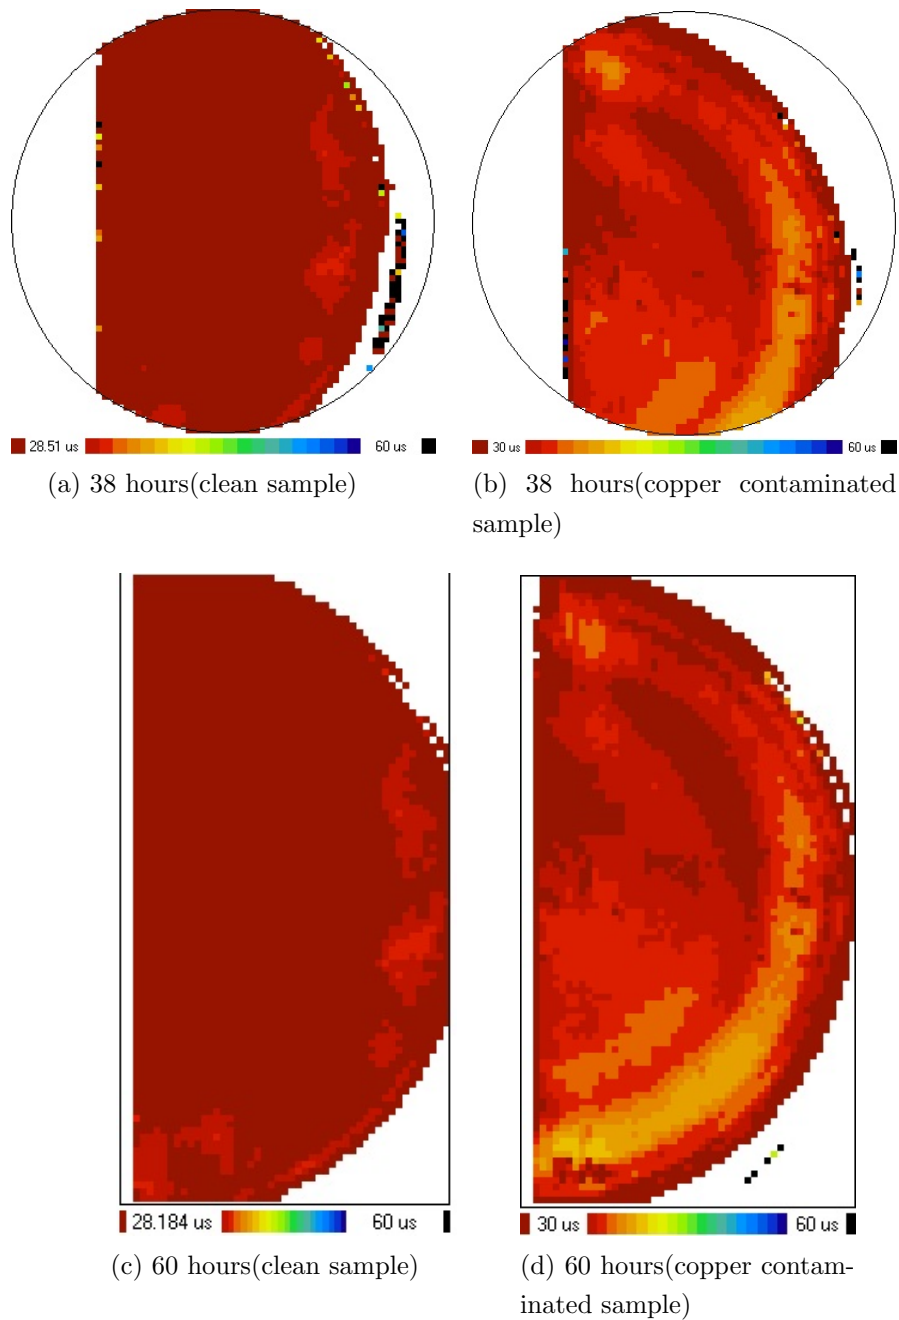 28.51 us 60 us
30 us 60 us
(a) 38 hours(clean sample)
(b) 38 hours(copper contaminated
sample)
28.184 us 60 us
30 us 60 us
(c) 60 hours(clean sample)
(d) 60 hours(copper contam-
inated sample)